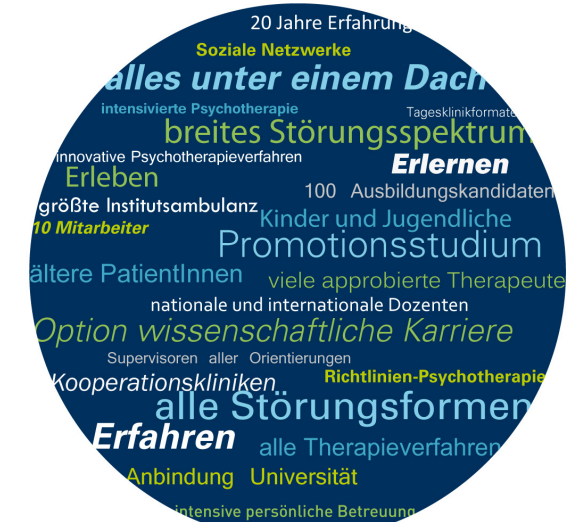 20 Jahre Erfahrung
Soziale Netzwerke
alles unter einem Dach
intensivierte Psychotherapie
Tagesklinikformate
breites Störungsspektrum
innovative Psychotherapieverfahren
Erlernen
Erleben
100 Ausbildungskandidaten
größte Institutsambulanz
Kinder und Jugendliche
10 Mitarbeiter
Promotionsstudium
ältere PatientInnen
viele approbierte Therapeute
nationale und internationale Dozenten
Option wissenschaftliche Karriere
Supervisoren aller Orientierungen
Kooperationskliniken
Richtlinien-Psychotherapie
alle Störungsformen
Erfahren
alle Therapieverfahren
Anbindung Universität
intensive persönliche Betreuung